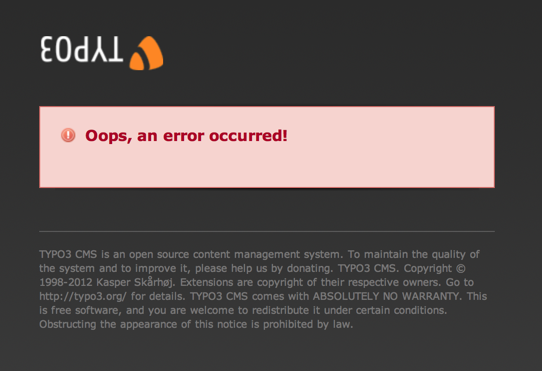 TYPO3
Oops, an error occurred!
TYPO3 CMS is an open source content management system. To maintain the quality of
the system and to improve it, please help us by donating. TYPO3 CMS. Copyright ©
1998-2012 Kasper Skårhøj. Extensions are copyright of their respective owners. Go to
http://typo3.org/ for details. TYPO3 CMS comes with ABSOLUTELY NO WARRANTY. This
is free software, and you are welcome to redistribute it under certain conditions.
Obstructing the appearance of this notice is prohibited by law.